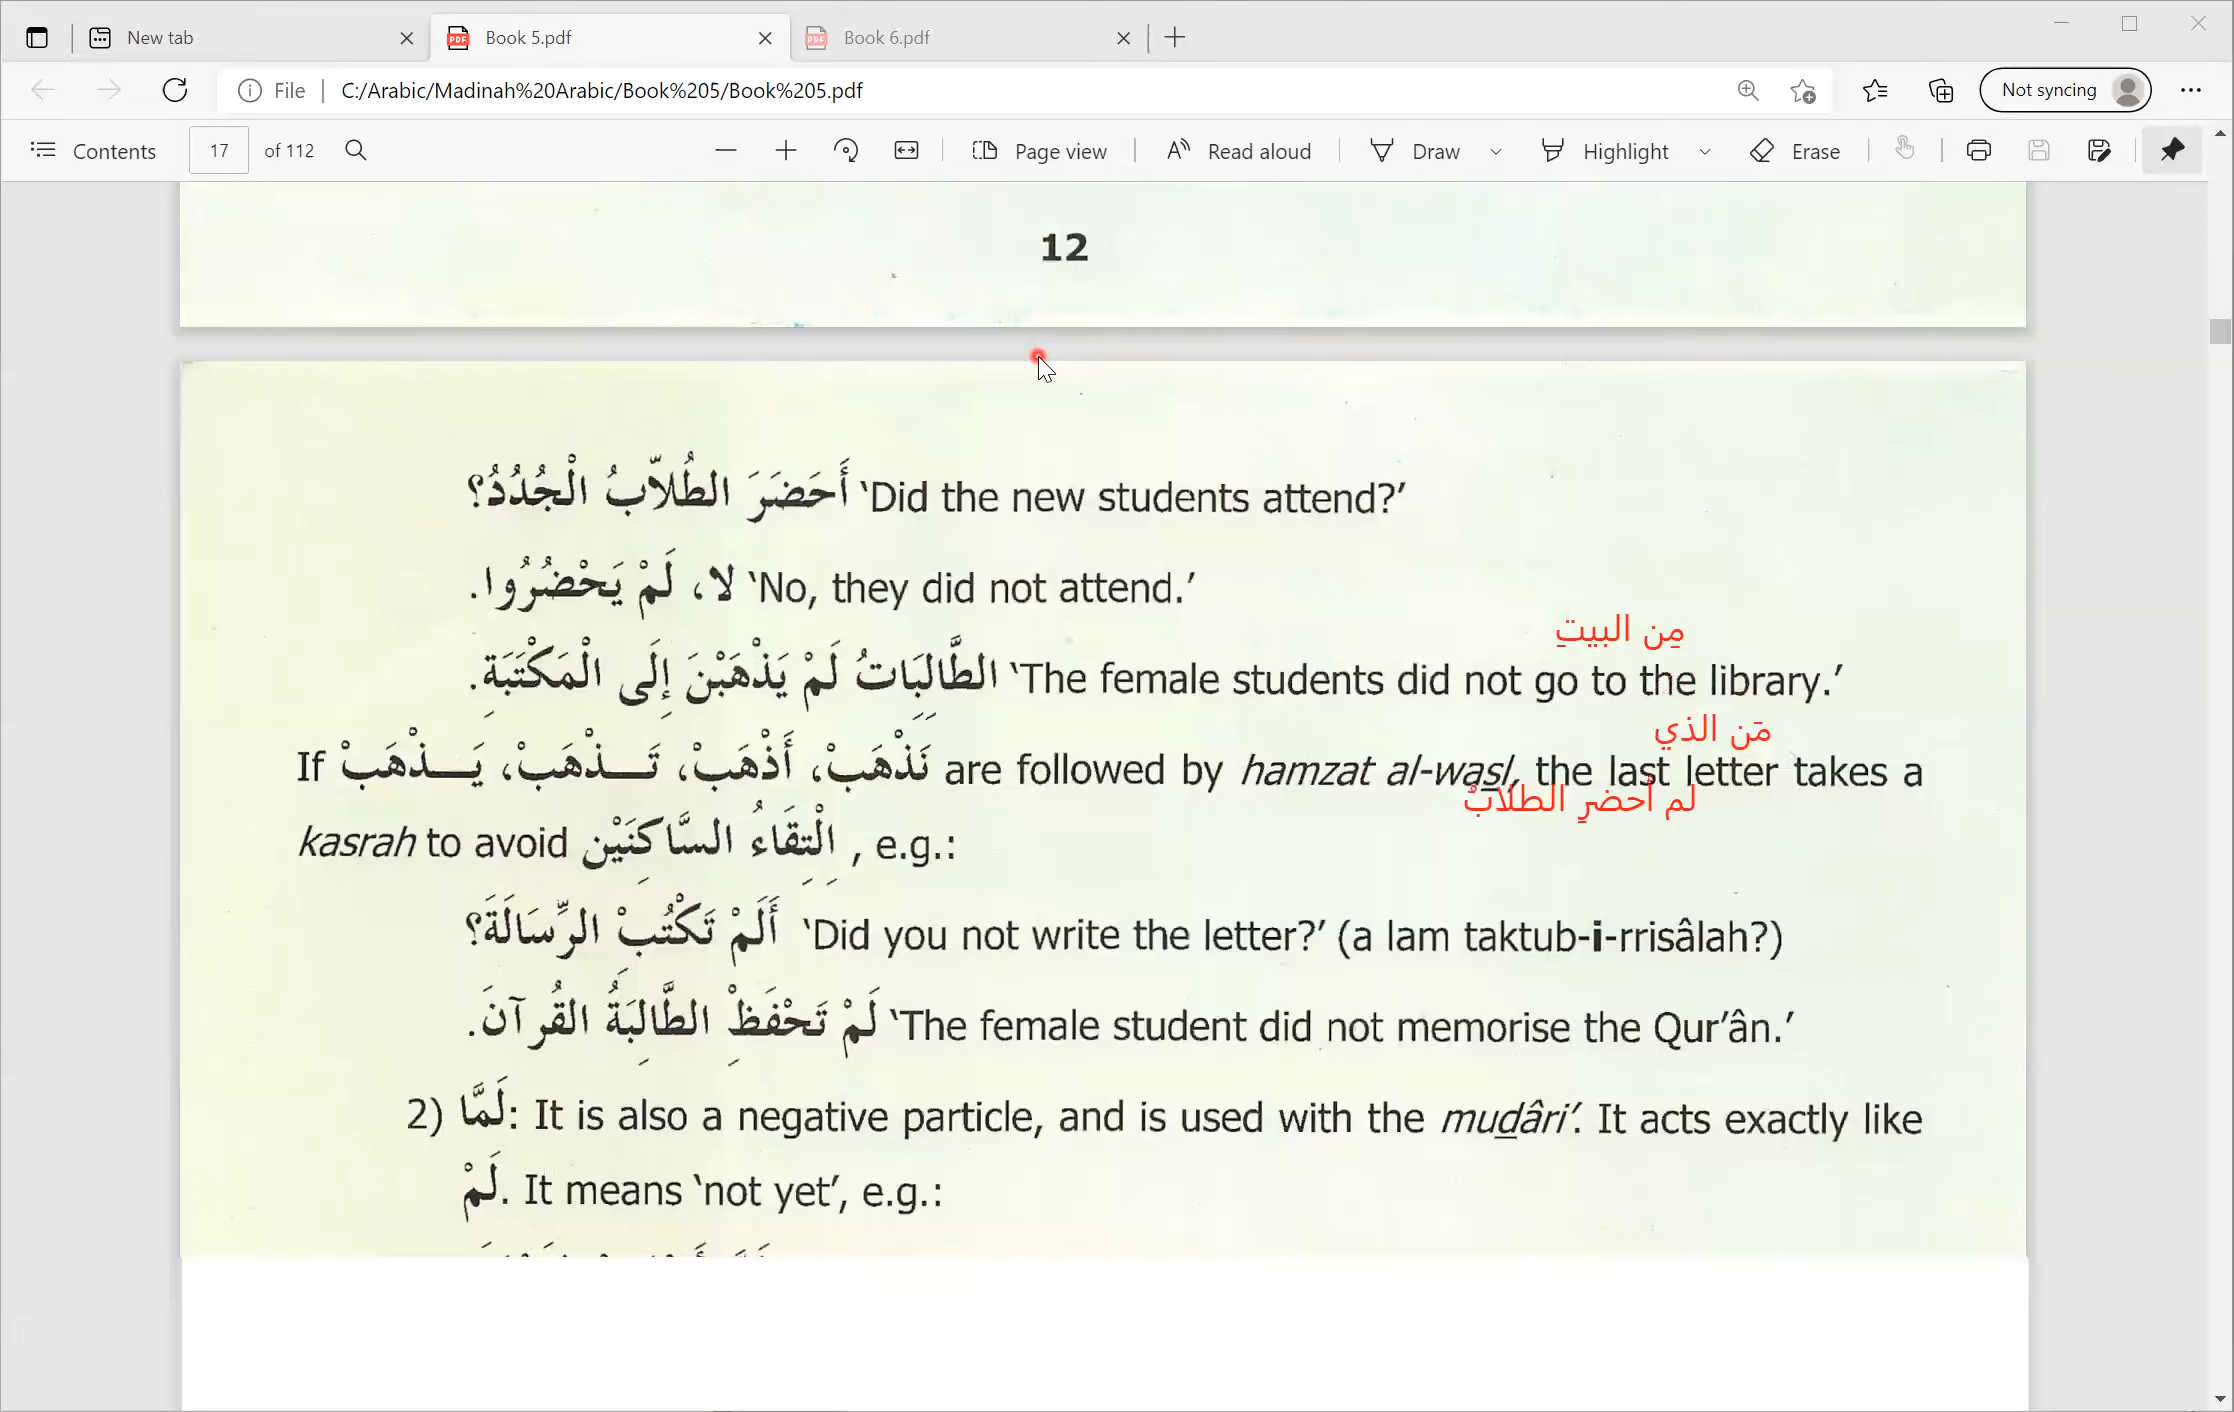 New tab
Book 5.pdf
Book 6.pdf
File
C:/Arabic/Madinah%20Arabic/Book%205/Book%205.pdf
Not syncing
Contents
17 of 112
Page view
Read aloud
Draw
Highlight
Erase
12
أَحَضَرَ الطُلاّبُ الْجُدُدُ؟ ‘Did the new students attend?’
لا، لَمْ يَحْضُرُوا. ‘No, they did not attend.’
مِن البيتِ
الطَّالِبَاتُ لَمْ يَذْهَبْنَ إِلَى الْمَكْتَبَةِ. ‘The female students did not go to the library.’
مَن الذي
If يَـــذْهَبْ، تَـــذْهَبْ، أَذْهَبْ، نَذْهَبْ are followed by hamzat al-wasl, the last letter takes a
لم أحضرِ الطلابُ
kasrah to avoid اِلْتِقَاءُ السَّاكِنَيْن , e.g.:
أَلَمْ تَكْتُبْ الرِّسَالَةَ؟ ‘Did you not write the letter?’ (a lam taktub-i-rrisâlah?)
لَمْ تَحْفَظْ الطَّالِبَةُ القُرآنَ. ‘The female student did not memorise the Qur’ân.’
2) لَمَّا: It is also a negative particle, and is used with the mudâri‘. It acts exactly like
لَمْ. It means ‘not yet’, e.g.: